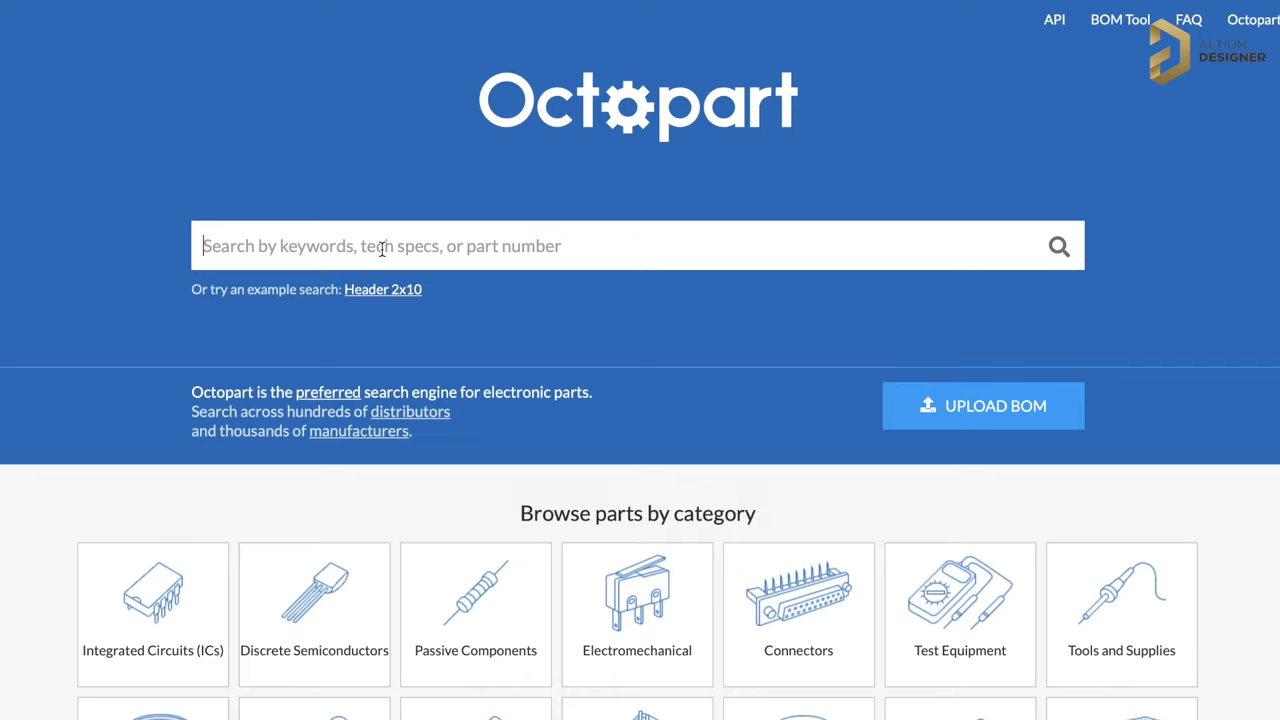 API BOM Tool FAQ Octopart
ALTIUM
DESIGNER
Octopart
Search by keywords, tech specs, or part number
Or try an example search: Header 2x10
Octopart is the preferred search engine for electronic parts.
Search across hundreds of distributors
and thousands of manufacturers.
UPLOAD BOM
Browse parts by category
Integrated Circuits (ICs)
Discrete Semiconductors
Passive Components
Electromechanical
Connectors
Test Equipment
Tools and Supplies